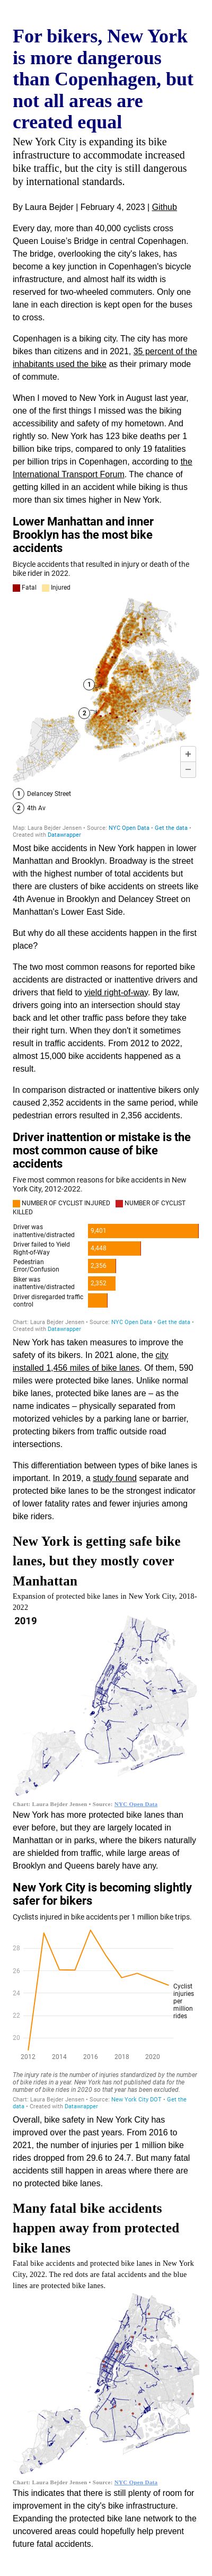 For bikers, New York
is more dangerous
than Copenhagen, but
not all areas are
created equal
New York City is expanding its bike
infrastructure to accommodate increased
bike traffic, but the city is still dangerous
by international standards.
By Laura Bejder | February 4, 2023 | Github
Every day, more than 40,000 cyclists cross
Queen Louise's Bridge in central Copenhagen.
The bridge, overlooking the city's lakes, has
become a key junction in Copenhagen's bicycle
infrastructure, and almost half its width is
reserved for two-wheeled commuters. Only one
lane in each direction is kept open for the buses
to cross.
Copenhagen is a biking city. The city has more
bikes than citizens and in 2021, 35 percent of the
inhabitants used the bike as their primary mode
of commute.
When I moved to New York in August last year,
one of the first things I missed was the biking
accessibility and safety of my hometown. And
rightly so. New York has 123 bike deaths per 1
billion bike trips, compared to only 19 fatalities
per billion trips in Copenhagen, according to the
International Transport Forum. The chance of
getting killed in an accident while biking is thus
more than six times higher in New York.
Lower Manhattan and inner
Brooklyn has the most bike
accidents
Bicycle accidents that resulted in injury or death of the
bike rider in 2022.
Fatal Injured
1
2
+
−
1 Delancey Street
2 4th Av
Map: Laura Bejder Jensen • Source: NYC Open Data • Get the data •
Created with Datawrapper
Most bike accidents in New York happen in lower
Manhattan and Brooklyn. Broadway is the street
with the highest number of total accidents but
there are clusters of bike accidents on streets like
4th Avenue in Brooklyn and Delancey Street on
Manhattan's Lower East Side.
But why do all these accidents happen in the first
place?
The two most common reasons for reported bike
accidents are distracted or inattentive drivers and
drivers that field to yield right-of-way. By law,
drivers going into an intersection should stay
back and let other traffic pass before they take
their right turn. When they don't it sometimes
result in traffic accidents. From 2012 to 2022,
almost 15,000 bike accidents happened as a
result.
In comparison distracted or inattentive bikers only
caused 2,352 accidents in the same period, while
pedestrian errors resulted in 2,356 accidents.
Driver inattention or mistake is the
most common cause of bike
accidents
Five most common reasons for bike accidents in New
York City, 2012-2022.
NUMBER OF CYCLIST INJURED NUMBER OF CYCLIST
KILLED
Driver was
inattentive/distracted
9,401
Driver failed to Yield
Right-of-Way
4,448
Pedestrian
Error/Confusion
2,356
Biker was
inattentive/distracted
2,352
Driver disregarded traffic
control
Chart: Laura Bejder Jensen • Source: NYC Open Data • Get the data •
Created with Datawrapper
New York has taken measures to improve the
safety of its bikers. In 2021 alone, the city
installed 1,456 miles of bike lanes. Of them, 590
miles were protected bike lanes. Unlike normal
bike lanes, protected bike lanes are – as the
name indicates – physically separated from
motorized vehicles by a parking lane or barrier,
protecting bikers from traffic outside road
intersections.
This differentiation between types of bike lanes is
important. In 2019, a study found separate and
protected bike lanes to be the strongest indicator
of lower fatality rates and fewer injuries among
bike riders.
New York is getting safe bike
lanes, but they mostly cover
Manhattan
Expansion of protected bike lanes in New York City, 2018-
2022
2019
Chart: Laura Bejder Jensen • Source: NYC Open Data
New York has more protected bike lanes than
ever before, but they are largely located on
Manhattan or in parks, where the bikers naturally
are shielded from traffic, while large areas of
Brooklyn and Queens barely have any.
New York City is becoming slightly
safer for bikers
Cyclists injured in bike accidents per 1 million bike trips.
28
26
24
22
20
2012 2014 2016 2018 2020
Cyclist
injuries
per
million
rides
The injury rate is the number of injuries standardized by the number
of bike rides in a year. New York has not published data for the
number of bike rides in 2020 so that year has been excluded.
Chart: Laura Bejder Jensen • Source: New York City DOT • Get the
data • Created with Datawrapper
Overall, bike safety in New York City has
improved over the past years. From 2016 to
2021, the number of injuries per 1 million bike
rides dropped from 29.6 to 24.7. But many fatal
accidents still happen in areas where there are
no protected bike lanes.
Many fatal bike accidents
happen away from protected
bike lanes
Fatal bike accidents and protected bike lanes in New York
City, 2022. The red dots are fatal accidents and the blue
lines are protected bike lanes.
Chart: Laura Bejder Jensen • Source: NYC Open Data
This indicates that there is still plenty of room for
improvement in the city's bike infrastructure.
Expanding the protected bike lane network to the
uncovered areas could hopefully help prevent
future fatal accidents.